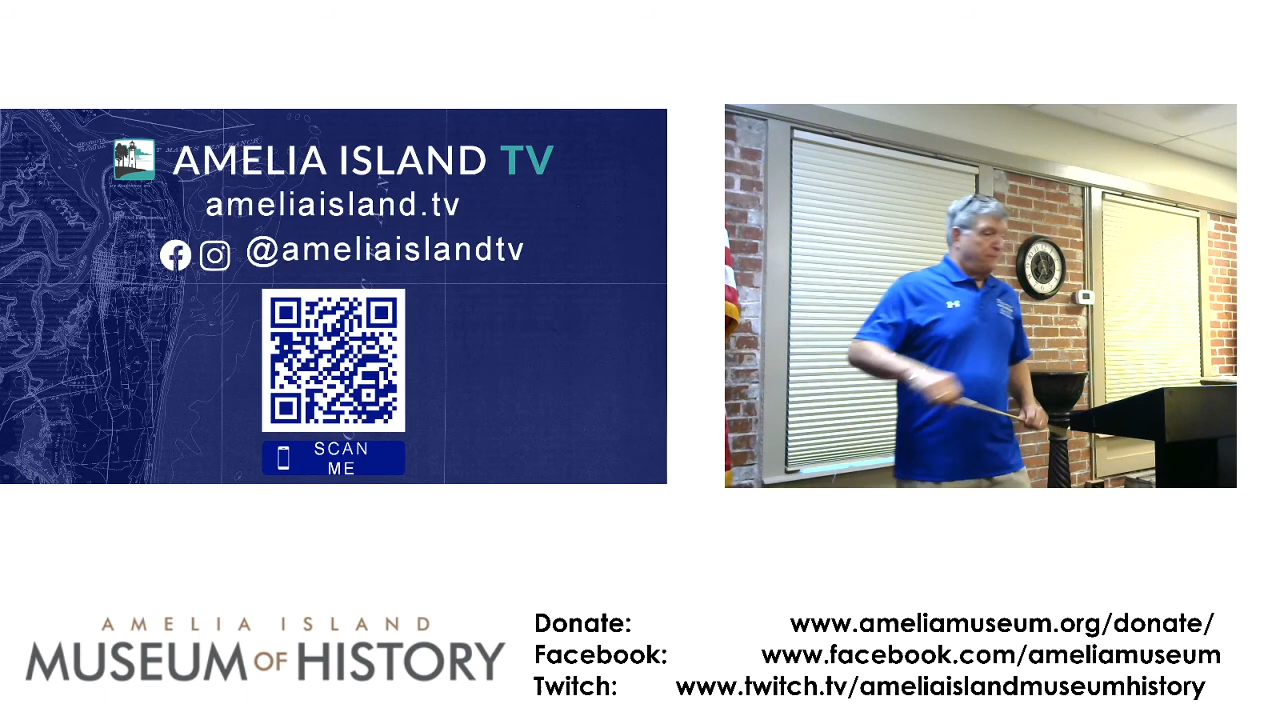 AMELIA ISLAND TV
ameliaisland.tv
@ameliaislandtv
SCAN
ME
AMELIA ISLAND
MUSEUM OF HISTORY
Donate: www.ameliamuseum.org/donate/
Facebook: www.facebook.com/ameliamuseum
Twitch: www.twitch.tv/ameliaislandmuseumhistory